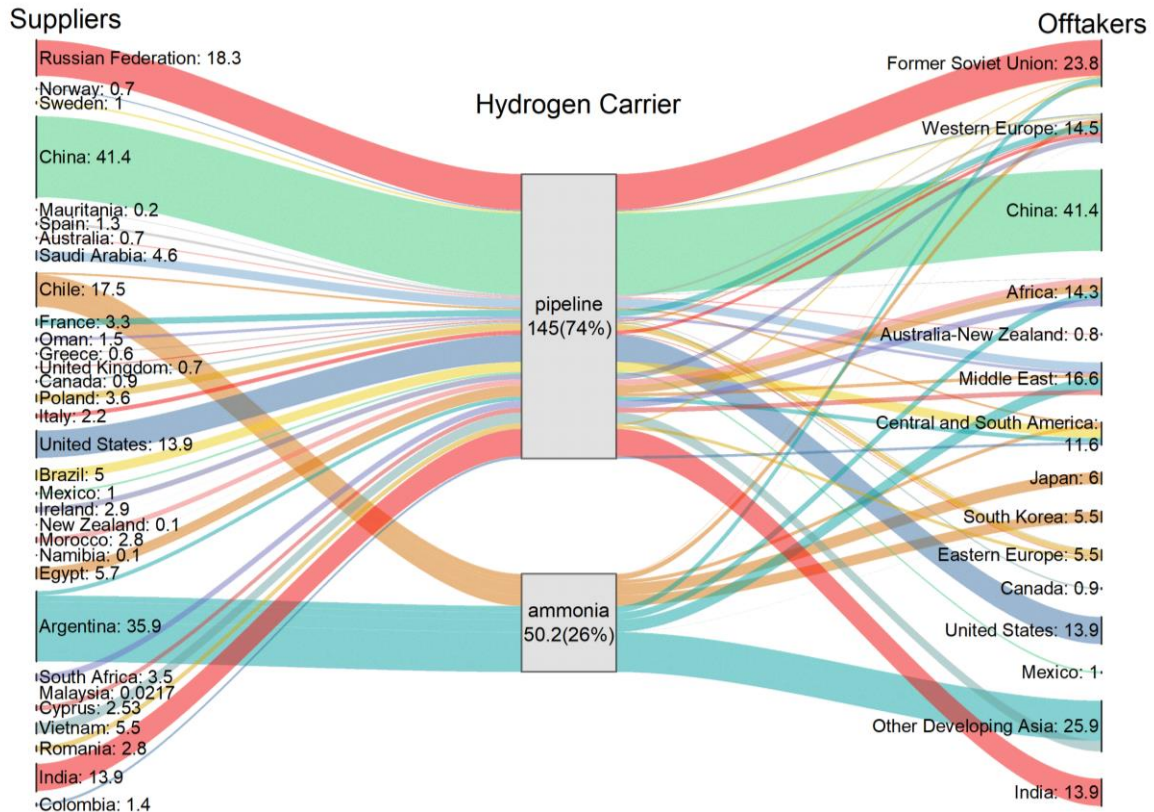 Suppliers
Offtakers
Hydrogen Carrier
Russian Federation: 18.3
Norway: 0.7
Sweden: 1
China: 41.4
Mauritania: 0.2
Spain: 1.3
Australia: 0.7
Saudi Arabia: 4.6
Chile: 17.5
France: 3.3
Oman: 1.5
Greece: 0.6
United Kingdom: 0.7
Canada: 0.9
Poland: 3.6
Italy: 2.2
United States: 13.9
Brazil: 5
Mexico: 1
Ireland: 2.9
New Zealand: 0.1
Morocco: 2.8
Namibia: 0.1
Egypt: 5.7
Argentina: 35.9
South Africa: 3.5
Malaysia: 0.0217
Cyprus: 2.53
Vietnam: 5.5
Romania: 2.8
India: 13.9
Colombia: 1.4
pipeline
145(74%)
ammonia
50.2(26%)
Former Soviet Union: 23.8
Western Europe: 14.5
China: 41.4
Africa: 14.3
Australia-New Zealand: 0.8
Middle East: 16.6
Central and South America:
11.6
Japan: 6
South Korea: 5.5
Eastern Europe: 5.5
Canada: 0.9
United States: 13.9
Mexico: 1
Other Developing Asia: 25.9
India: 13.9